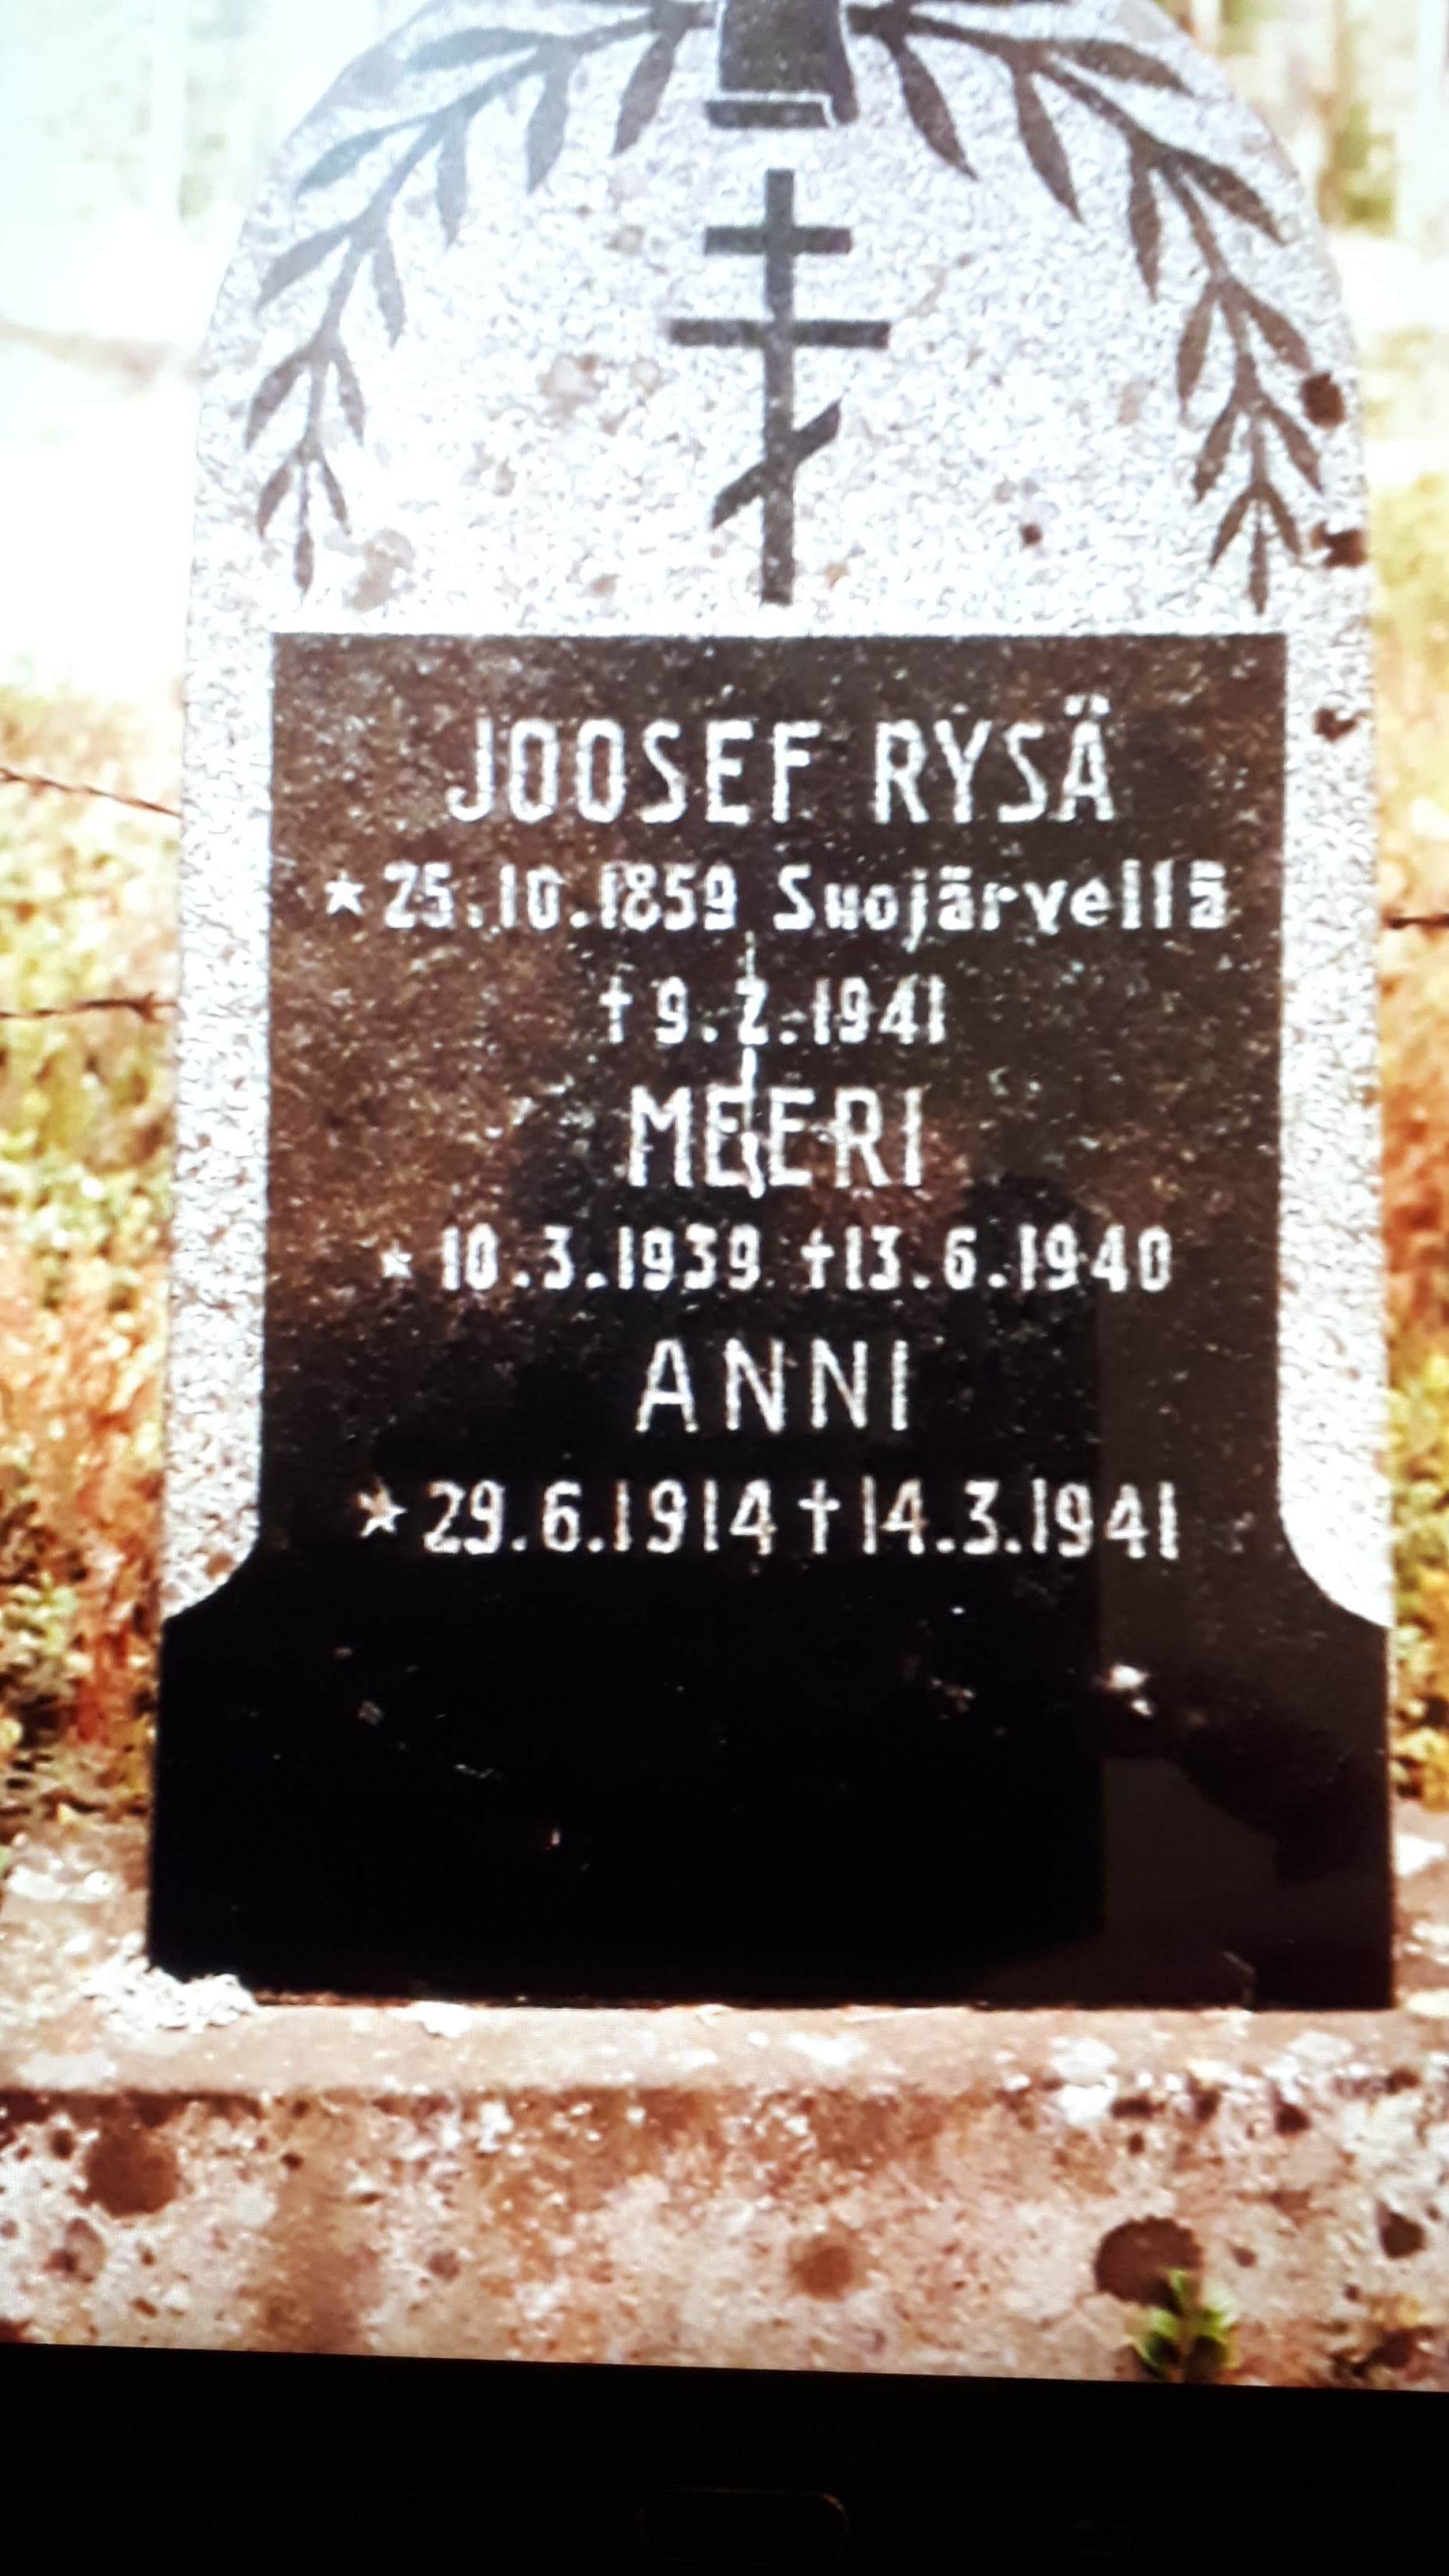 JOOSEF RYSÄ
★ 25.10.1859 Suojärvellä
† 9.2.1941
MEERI
★ 10.3.1939 † 13.6.1940
ANNI
★ 29.6.1914 † 14.3.1941